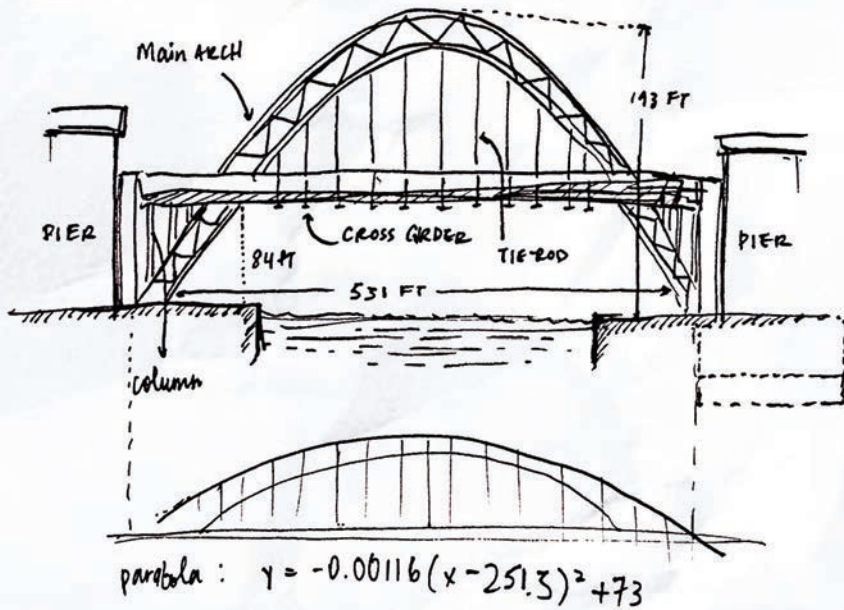 Main ARCH
193 FT
PIER
CROSS GIRDER
TIE-ROD
PIER
84 ft
531 FT
column
parabola : y = -0.00116(x-251.3)² +73